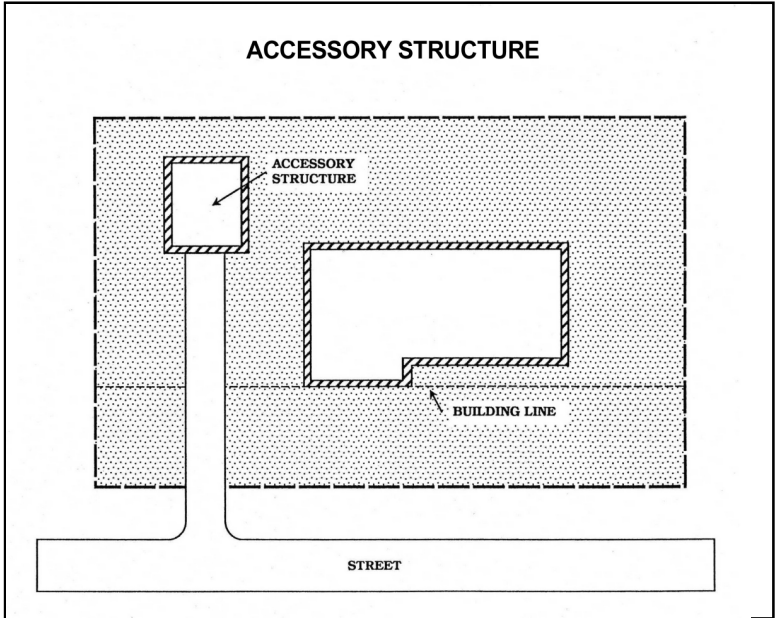 ACCESSORY STRUCTURE
ACCESSORY
STRUCTURE
BUILDING LINE
STREET